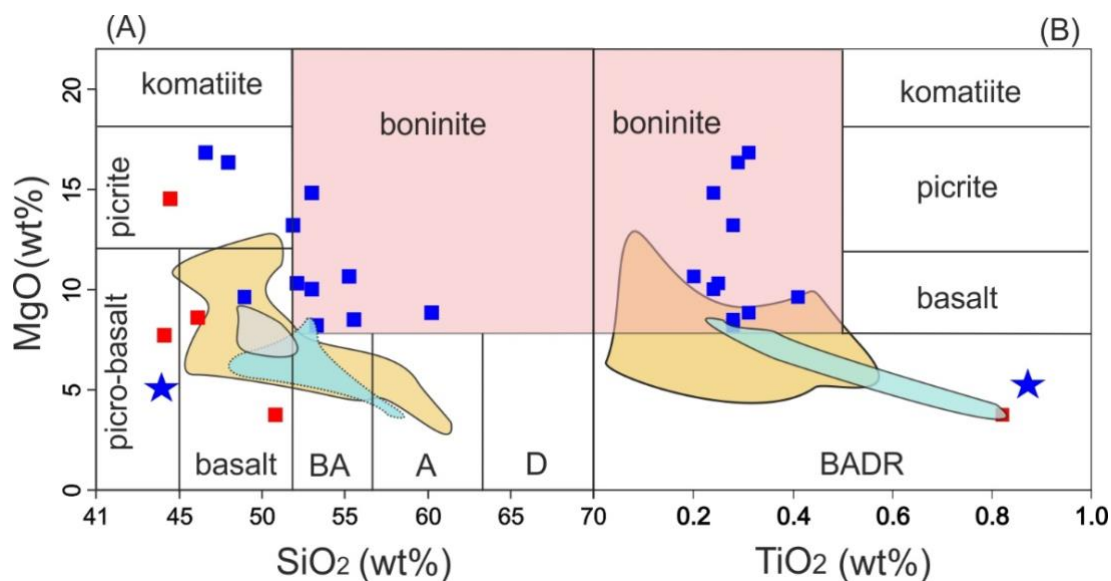 (A)
(B)
MgO (wt%)
20
15
10
5
0
komatiite
picrite
picro-basalt
basalt
BA
A
D
boninite
boninite
komatiite
picrite
basalt
BADR
41
45
50
55
60
65
70
0.2
0.4
0.6
0.8
1.0
SiO2 (wt%)
TiO2 (wt%)